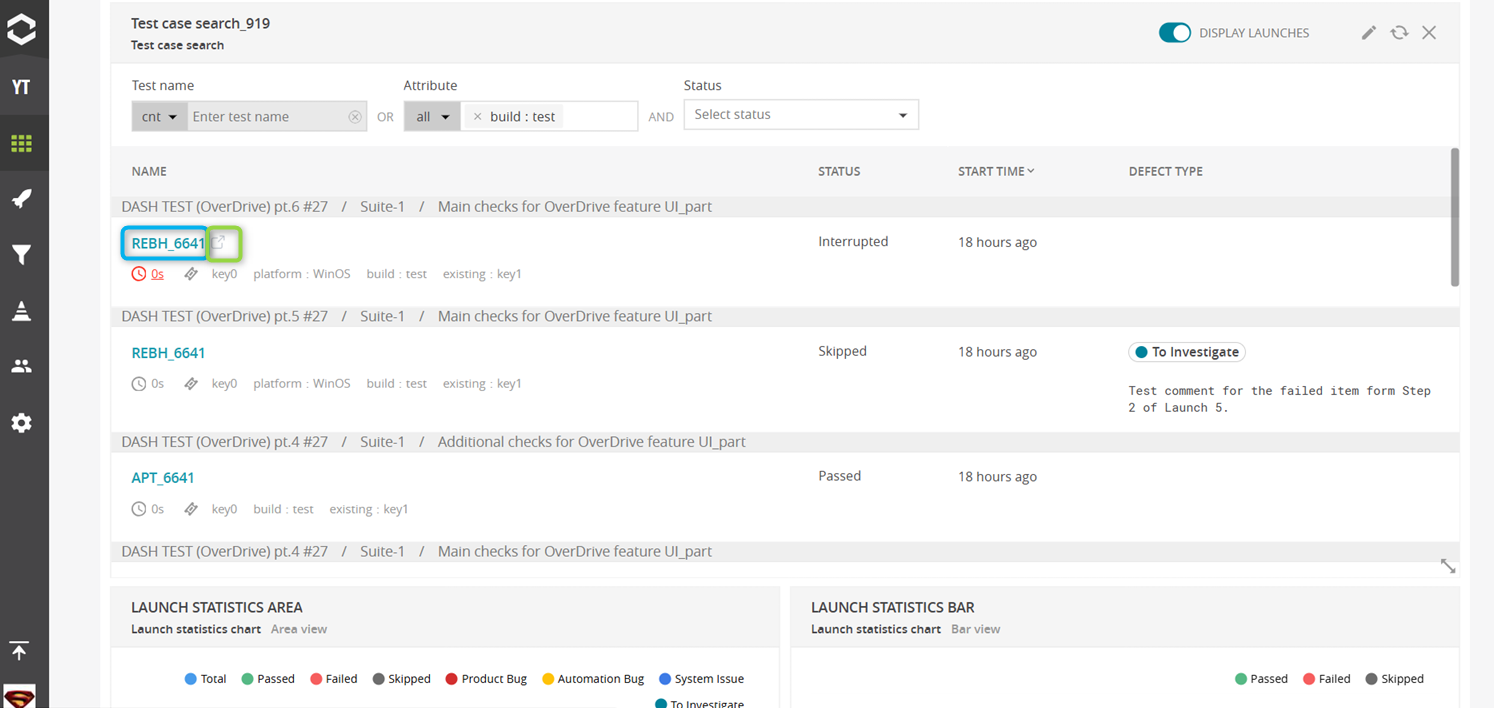 Test case search_919
Test case search
DISPLAY LAUNCHES
YT
Test name
Attribute
Status
cnt
Enter test name
OR
all
× build : test
AND
Select status
NAME
STATUS
START TIME
DEFECT TYPE
DASH TEST (OverDrive) pt.6 #27 / Suite-1 / Main checks for OverDrive feature UI_part
REBH_6641
Interrupted
18 hours ago
0s key0 platform : WinOS build : test existing : key1
DASH TEST (OverDrive) pt.5 #27 / Suite-1 / Main checks for OverDrive feature UI_part
REBH_6641
Skipped
18 hours ago
To Investigate
0s key0 platform : WinOS build : test existing : key1
Test comment for the failed item form Step
2 of Launch 5.
DASH TEST (OverDrive) pt.4 #27 / Suite-1 / Additional checks for OverDrive feature UI_part
APT_6641
Passed
18 hours ago
0s key0 build : test existing : key1
DASH TEST (OverDrive) pt.4 #27 / Suite-1 / Main checks for OverDrive feature UI_part
LAUNCH STATISTICS AREA
Launch statistics chart Area view
Total Passed Failed Skipped Product Bug Automation Bug System Issue
To Investigate
LAUNCH STATISTICS BAR
Launch statistics chart Bar view
Passed Failed Skipped